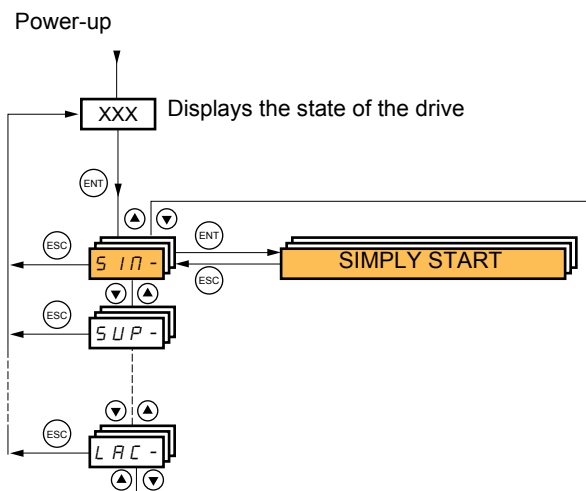 Power-up
XXX Displays the state of the drive
ENT
ESC SIM- ENT SIMPLY START
ESC
ESC SUP-
ESC LAC-